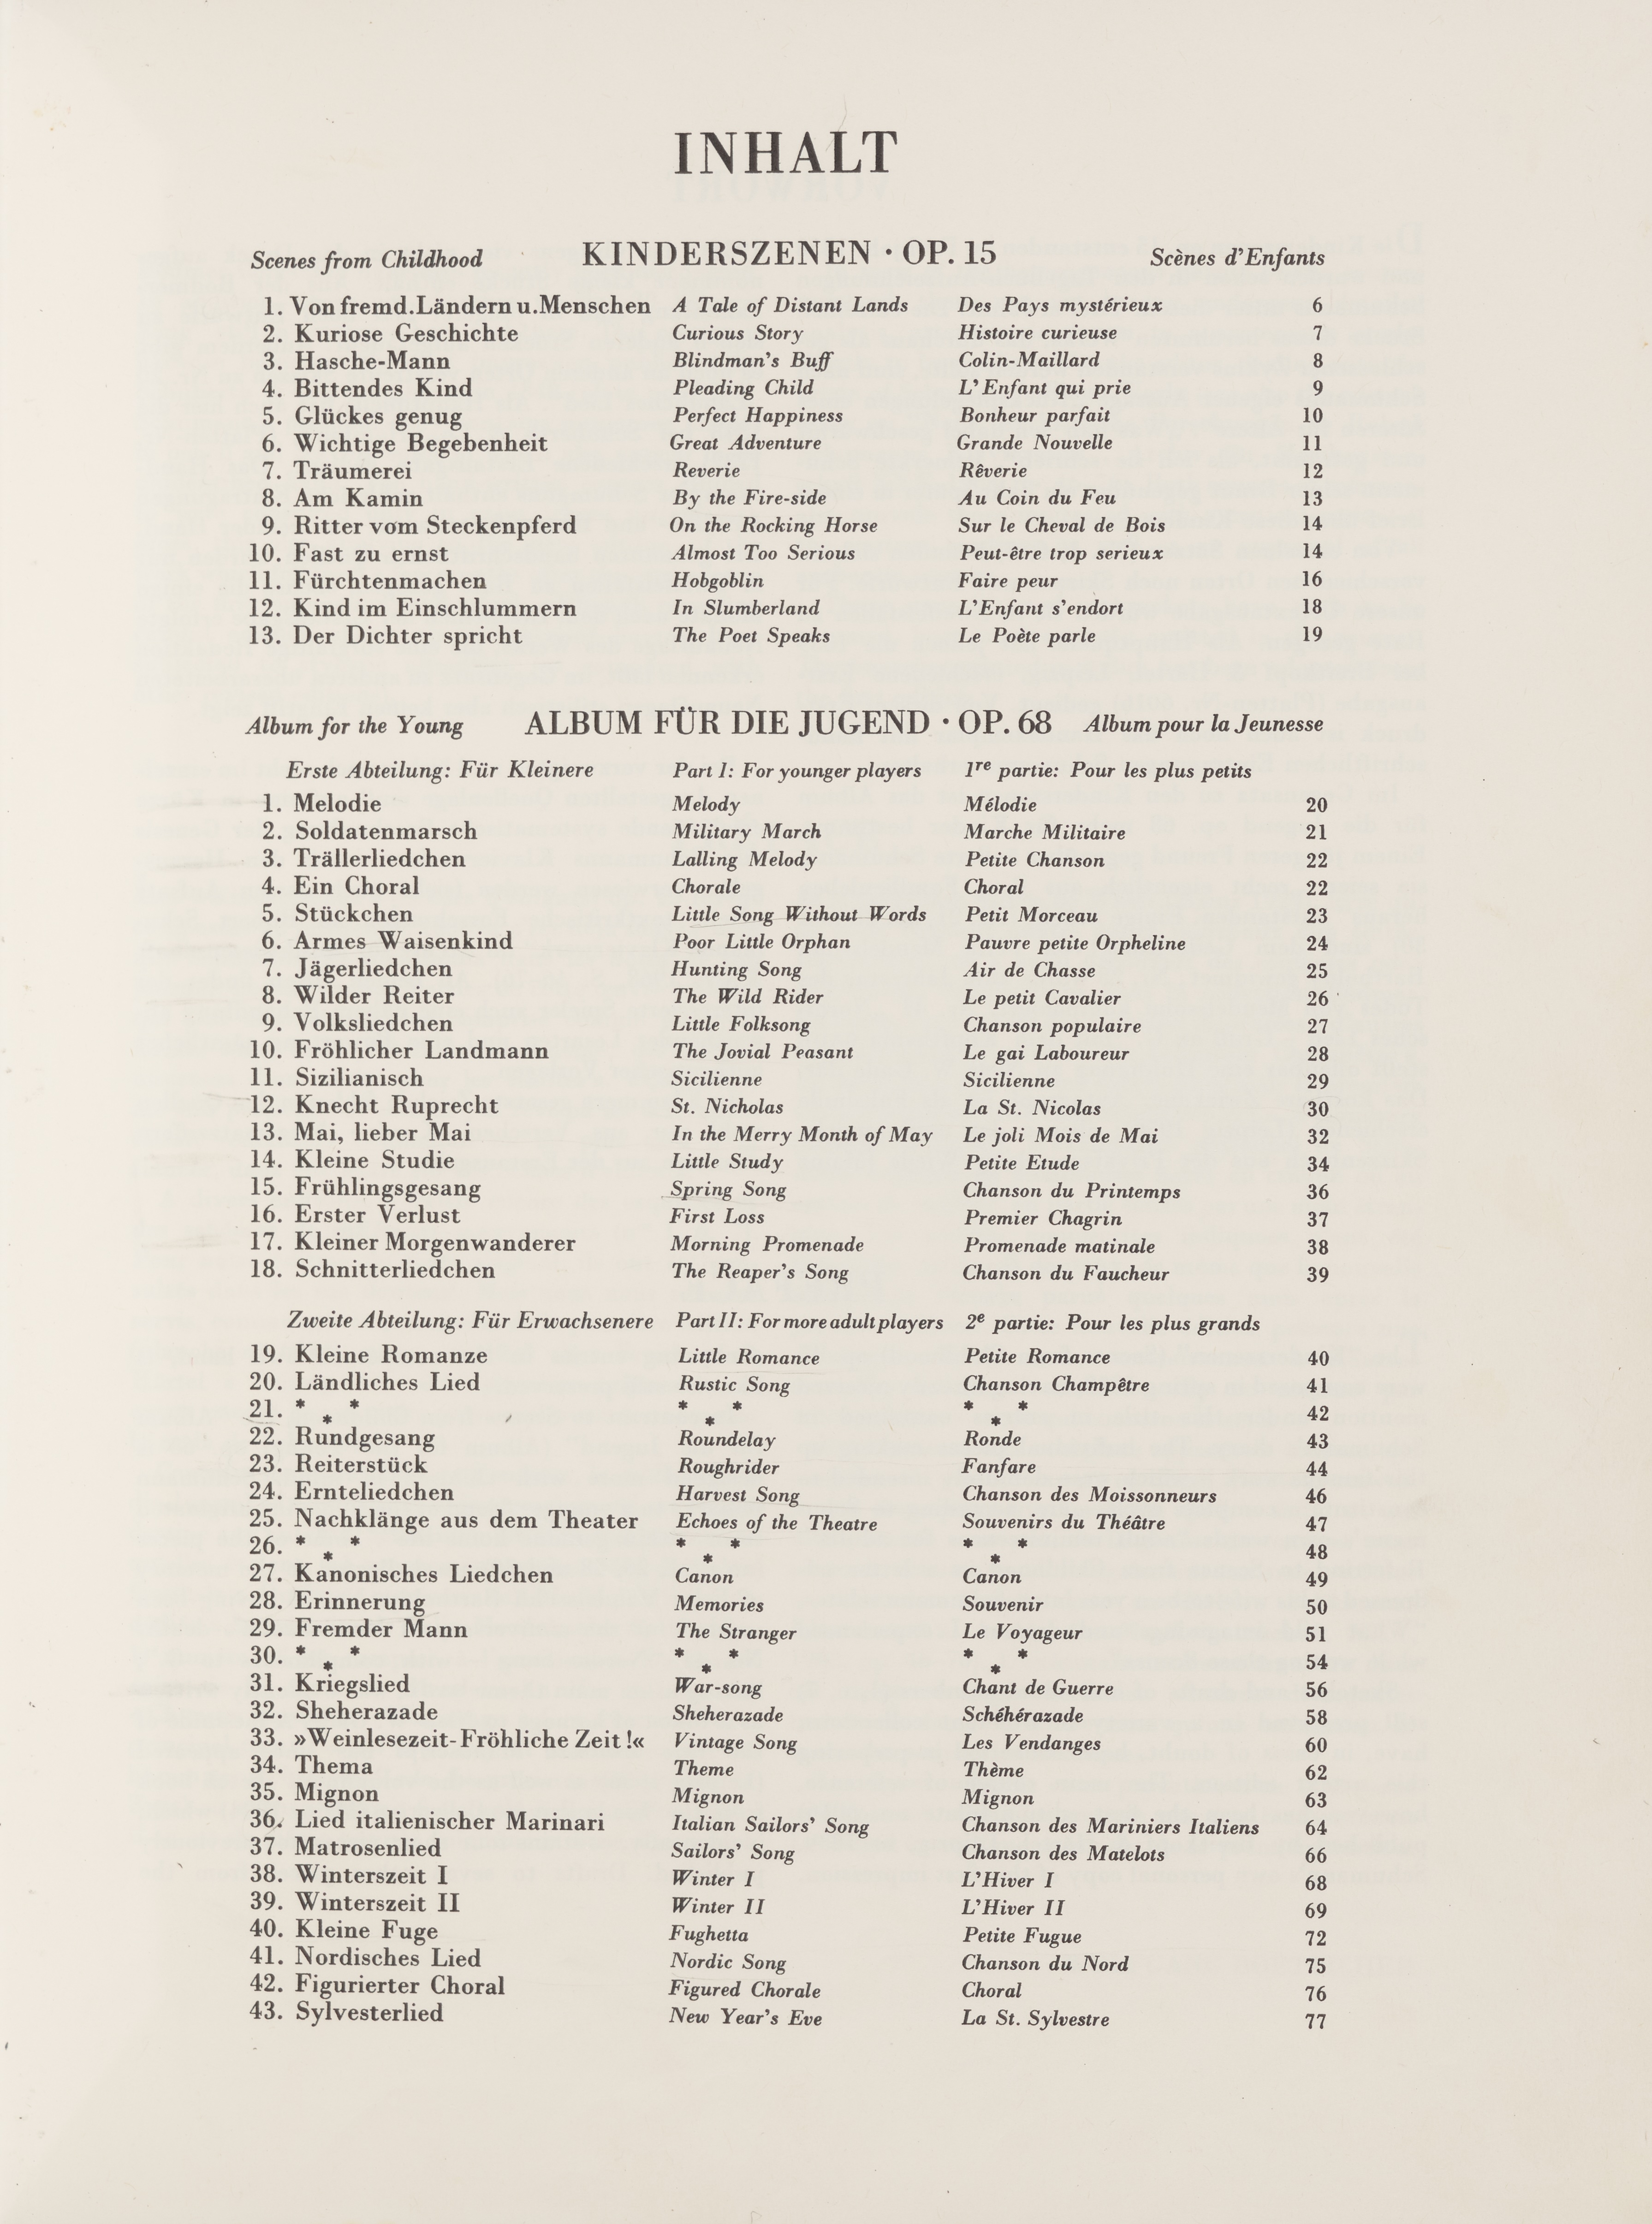 INHALT
Scenes from Childhood KINDERSZENEN · OP. 15 Scènes d'Enfants
1. Von fremd. Ländern u. Menschen A Tale of Distant Lands Des Pays mystérieux 6
2. Kuriose Geschichte Curious Story Histoire curieuse 7
3. Hasche-Mann Blindman's Buff Colin-Maillard 8
4. Bittendes Kind Pleading Child L'Enfant qui prie 9
5. Glückes genug Perfect Happiness Bonheur parfait 10
6. Wichtige Begebenheit Great Adventure Grande Nouvelle 11
7. Träumerei Reverie Rêverie 12
8. Am Kamin By the Fire-side Au Coin du Feu 13
9. Ritter vom Steckenpferd On the Rocking Horse Sur le Cheval de Bois 14
10. Fast zu ernst Almost Too Serious Peut-être trop serieux 14
11. Fürchtenmachen Hobgoblin Faire peur 16
12. Kind im Einschlummern In Slumberland L'Enfant s'endort 18
13. Der Dichter spricht The Poet Speaks Le Poète parle 19
Album for the Young ALBUM FÜR DIE JUGEND · OP. 68 Album pour la Jeunesse
Erste Abteilung: Für Kleinere Part I: For younger players 1re partie: Pour les plus petits
1. Melodie Melody Mélodie 20
2. Soldatenmarsch Military March Marche Militaire 21
3. Trällerliedchen Lalling Melody Petite Chanson 22
4. Ein Choral Chorale Choral 22
5. Stückchen Little Song Without Words Petit Morceau 23
6. Armes Waisenkind Poor Little Orphan Pauvre petite Orpheline 24
7. Jägerliedchen Hunting Song Air de Chasse 25
8. Wilder Reiter The Wild Rider Le petit Cavalier 26
9. Volksliedchen Little Folksong Chanson populaire 27
10. Fröhlicher Landmann The Jovial Peasant Le gai Laboureur 28
11. Sizilianisch Sicilienne Sicilienne 29
12. Knecht Ruprecht St. Nicholas La St. Nicolas 30
13. Mai, lieber Mai In the Merry Month of May Le joli Mois de Mai 32
14. Kleine Studie Little Study Petite Etude 34
15. Frühlingsgesang Spring Song Chanson du Printemps 36
16. Erster Verlust First Loss Premier Chagrin 37
17. Kleiner Morgenwanderer Morning Promenade Promenade matinale 38
18. Schnitterliedchen The Reaper's Song Chanson du Faucheur 39
Zweite Abteilung: Für Erwachsenere Part II: For more adult players 2e partie: Pour les plus grands
19. Kleine Romanze Little Romance Petite Romance 40
20. Ländliches Lied Rustic Song Chanson Champêtre 41
21. * * * * * * * * * 42
22. Rundgesang Roundelay Ronde 43
23. Reiterstück Roughrider Fanfare 44
24. Ernteliedchen Harvest Song Chanson des Moissonneurs 46
25. Nachklänge aus dem Theater Echoes of the Theatre Souvenirs du Théâtre 47
26. * * * * * * * * * 48
27. Kanonisches Liedchen Canon Canon 49
28. Erinnerung Memories Souvenir 50
29. Fremder Mann The Stranger Le Voyageur 51
30. * * * * * * * * * 54
31. Kriegslied War-song Chant de Guerre 56
32. Sheherazade Sheherazade Schéhérazade 58
33. »Weinlesezeit-Fröhliche Zeit!« Vintage Song Les Vendanges 60
34. Thema Theme Thème 62
35. Mignon Mignon Mignon 63
36. Lied italienischer Marinari Italian Sailors' Song Chanson des Mariniers Italiens 64
37. Matrosenlied Sailors' Song Chanson des Matelots 66
38. Winterszeit I Winter I L'Hiver I 68
39. Winterszeit II Winter II L'Hiver II 69
40. Kleine Fuge Fughetta Petite Fugue 72
41. Nordisches Lied Nordic Song Chanson du Nord 75
42. Figurierter Choral Figured Chorale Choral 76
43. Sylvesterlied New Year's Eve La St. Sylvestre 77